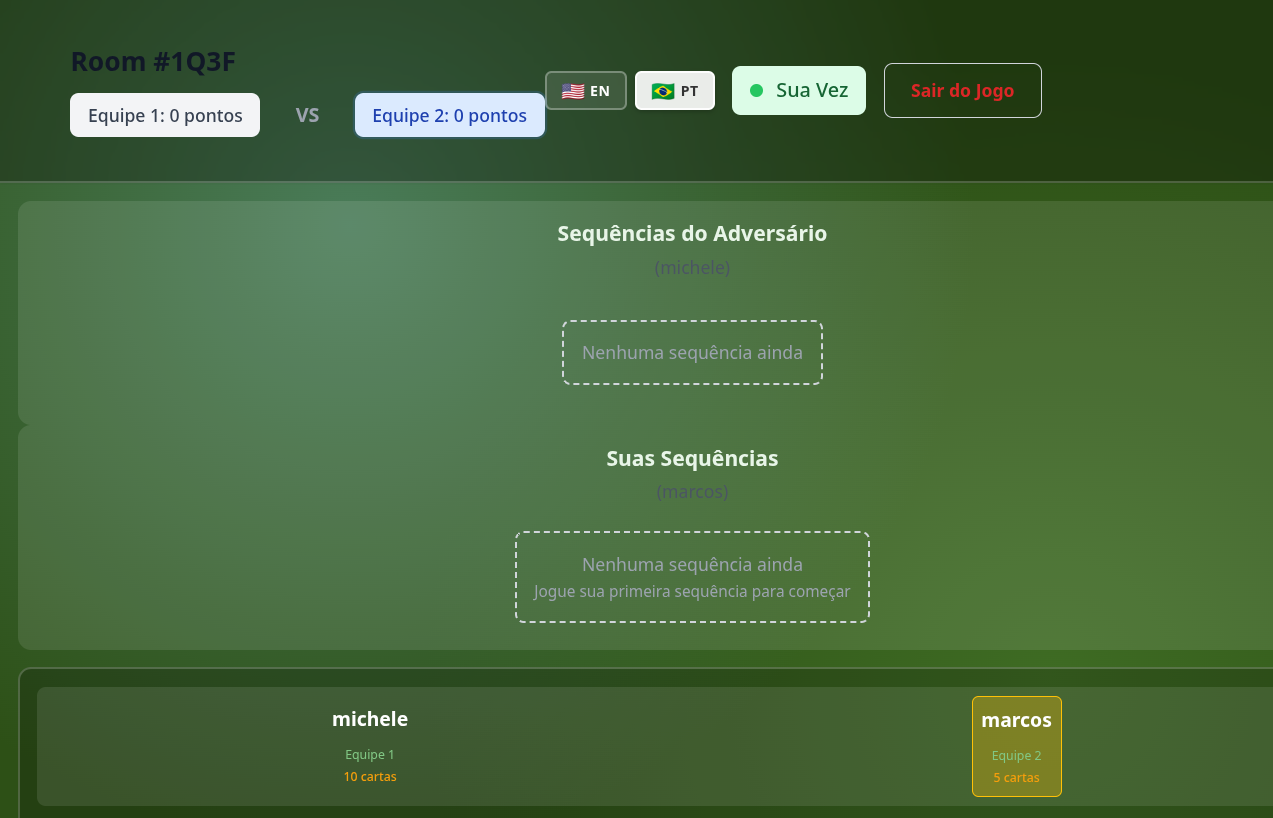 Room #1Q3F
Equipe 1: 0 pontos
VS
Equipe 2: 0 pontos
🇺🇸 EN
🇧🇷 PT
Sua Vez
Sair do Jogo
Sequências do Adversário
(michele)
Nenhuma sequência ainda
Suas Sequências
(marcos)
Nenhuma sequência ainda
Jogue sua primeira sequência para começar
michele
Equipe 1
10 cartas
marcos
Equipe 2
5 cartas